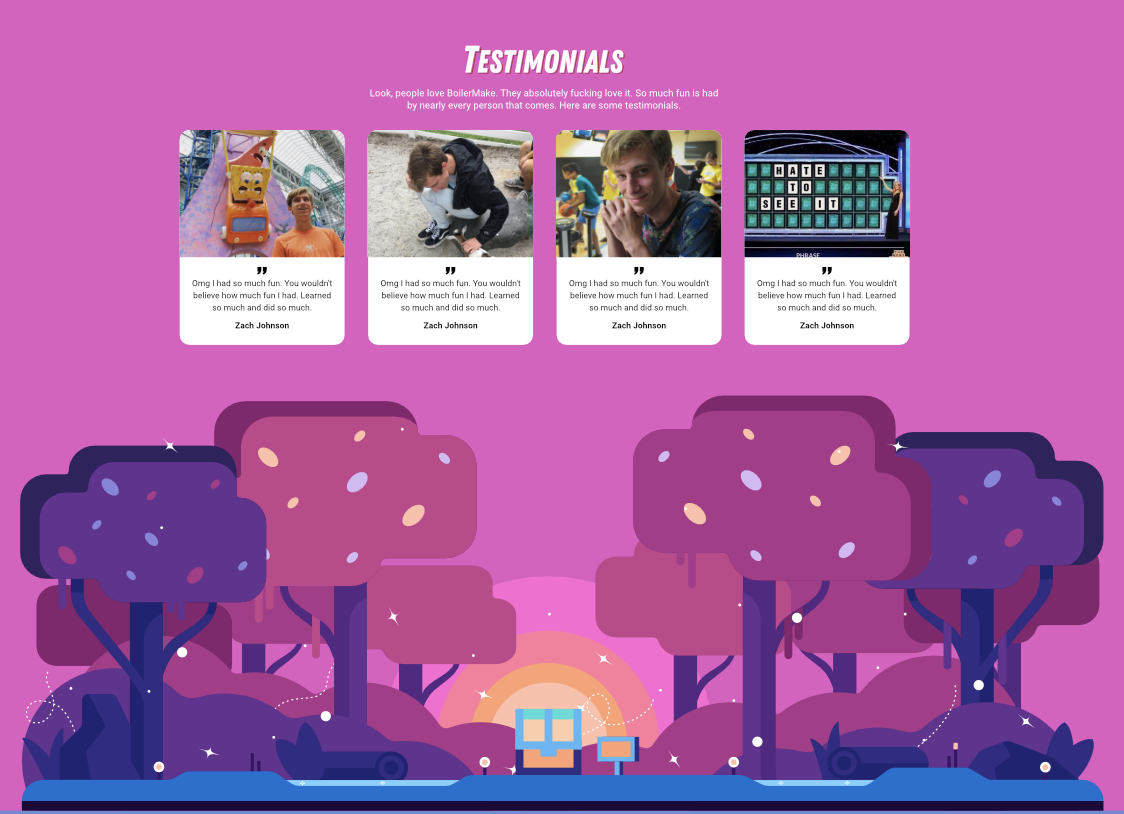 TESTIMONIALS
Look, people love BoilerMake. They absolutely fucking love it. So much fun is had
by nearly every person that comes. Here are some testimonials.
HATE
TO
SEE IT
PHRASE
Omg I had so much fun. You wouldn't
believe how much fun I had. Learned
so much and did so much.
Zach Johnson
Omg I had so much fun. You wouldn't
believe how much fun I had. Learned
so much and did so much.
Zach Johnson
Omg I had so much fun. You wouldn't
believe how much fun I had. Learned
so much and did so much.
Zach Johnson
Omg I had so much fun. You wouldn't
believe how much fun I had. Learned
so much and did so much.
Zach Johnson